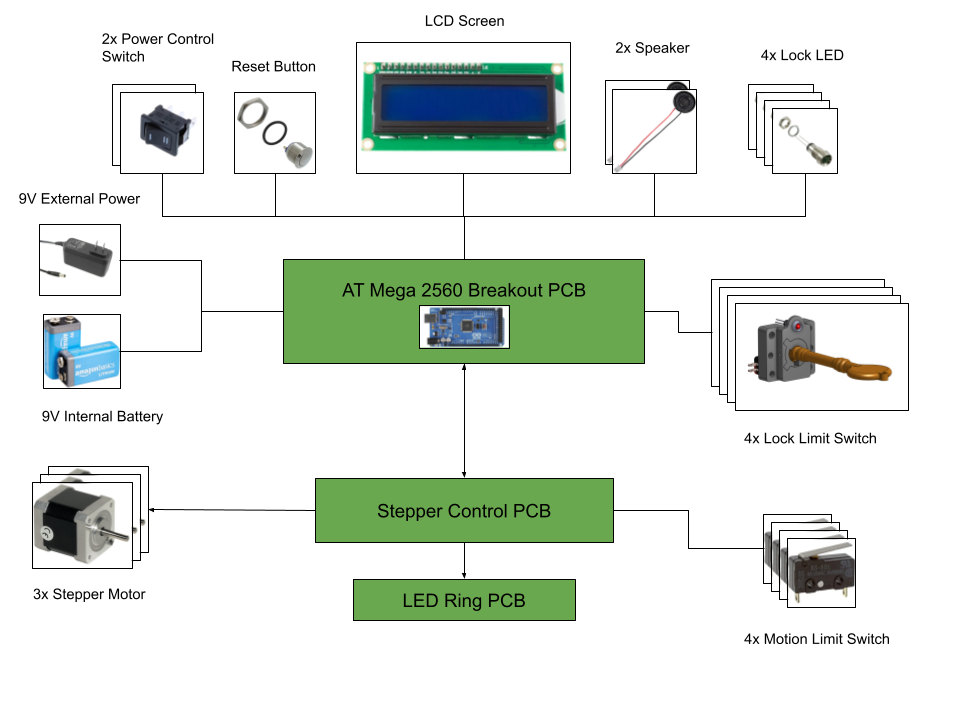 LCD Screen
2x Power Control
Switch
Reset Button
2x Speaker
4x Lock LED
9V External Power
AT Mega 2560 Breakout PCB
amazonbasics
9V Internal Battery
4x Lock Limit Switch
Stepper Control PCB
3x Stepper Motor
LED Ring PCB
4x Motion Limit Switch